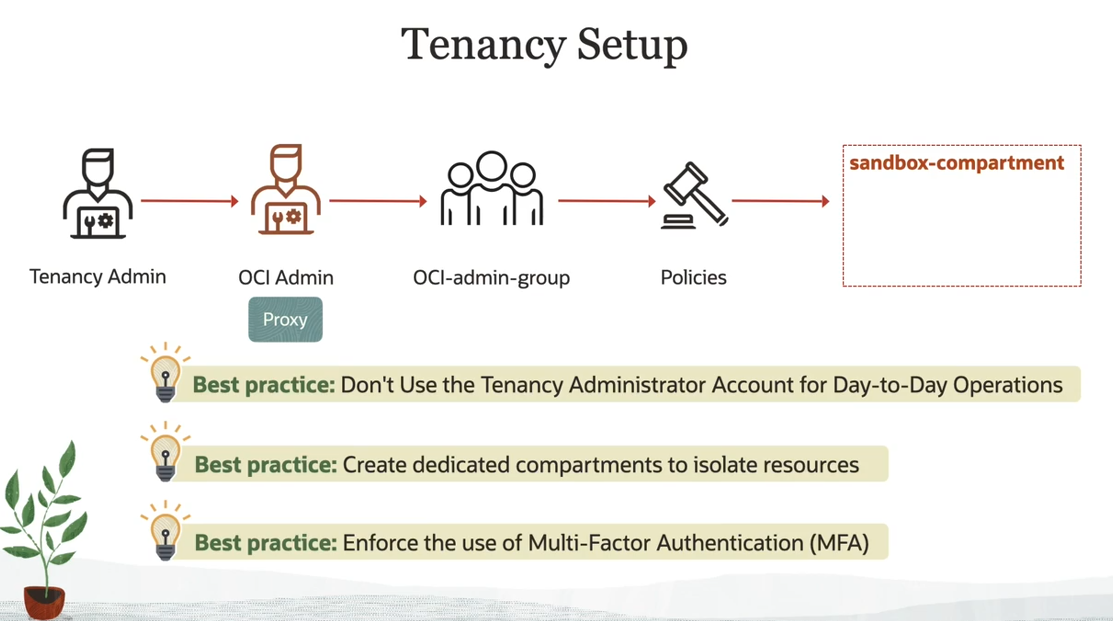 Tenancy Setup
sandbox-compartment
Tenancy Admin
OCI Admin
OCI-admin-group
Policies
Proxy
Best practice: Don't Use the Tenancy Administrator Account for Day-to-Day Operations
Best practice: Create dedicated compartments to isolate resources
Best practice: Enforce the use of Multi-Factor Authentication (MFA)